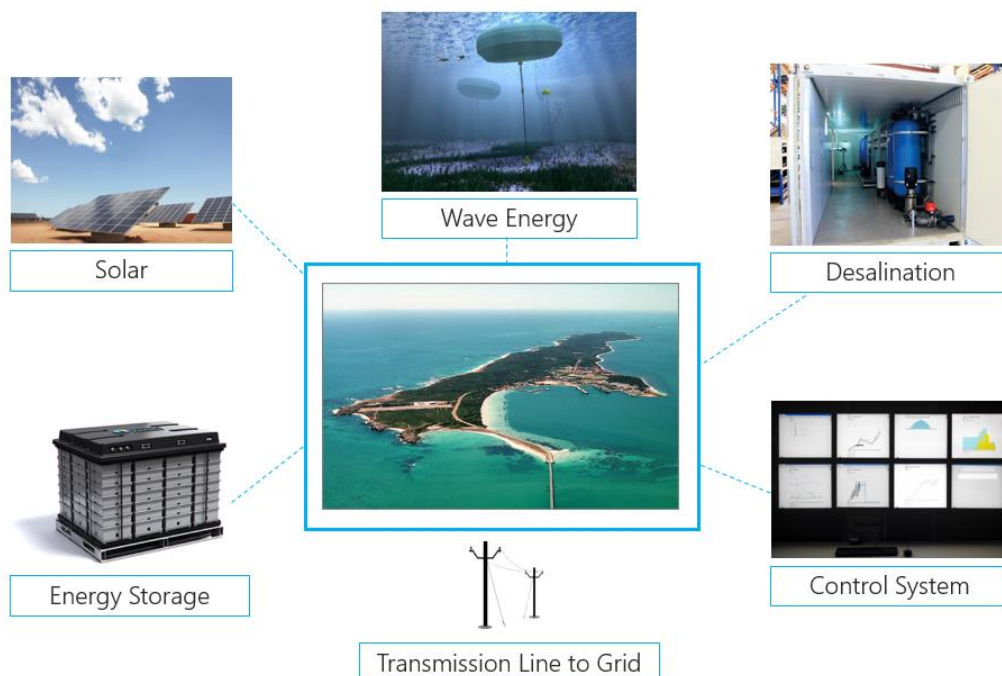 Wave Energy
Solar
Desalination
Energy Storage
Control System
Transmission Line to Grid